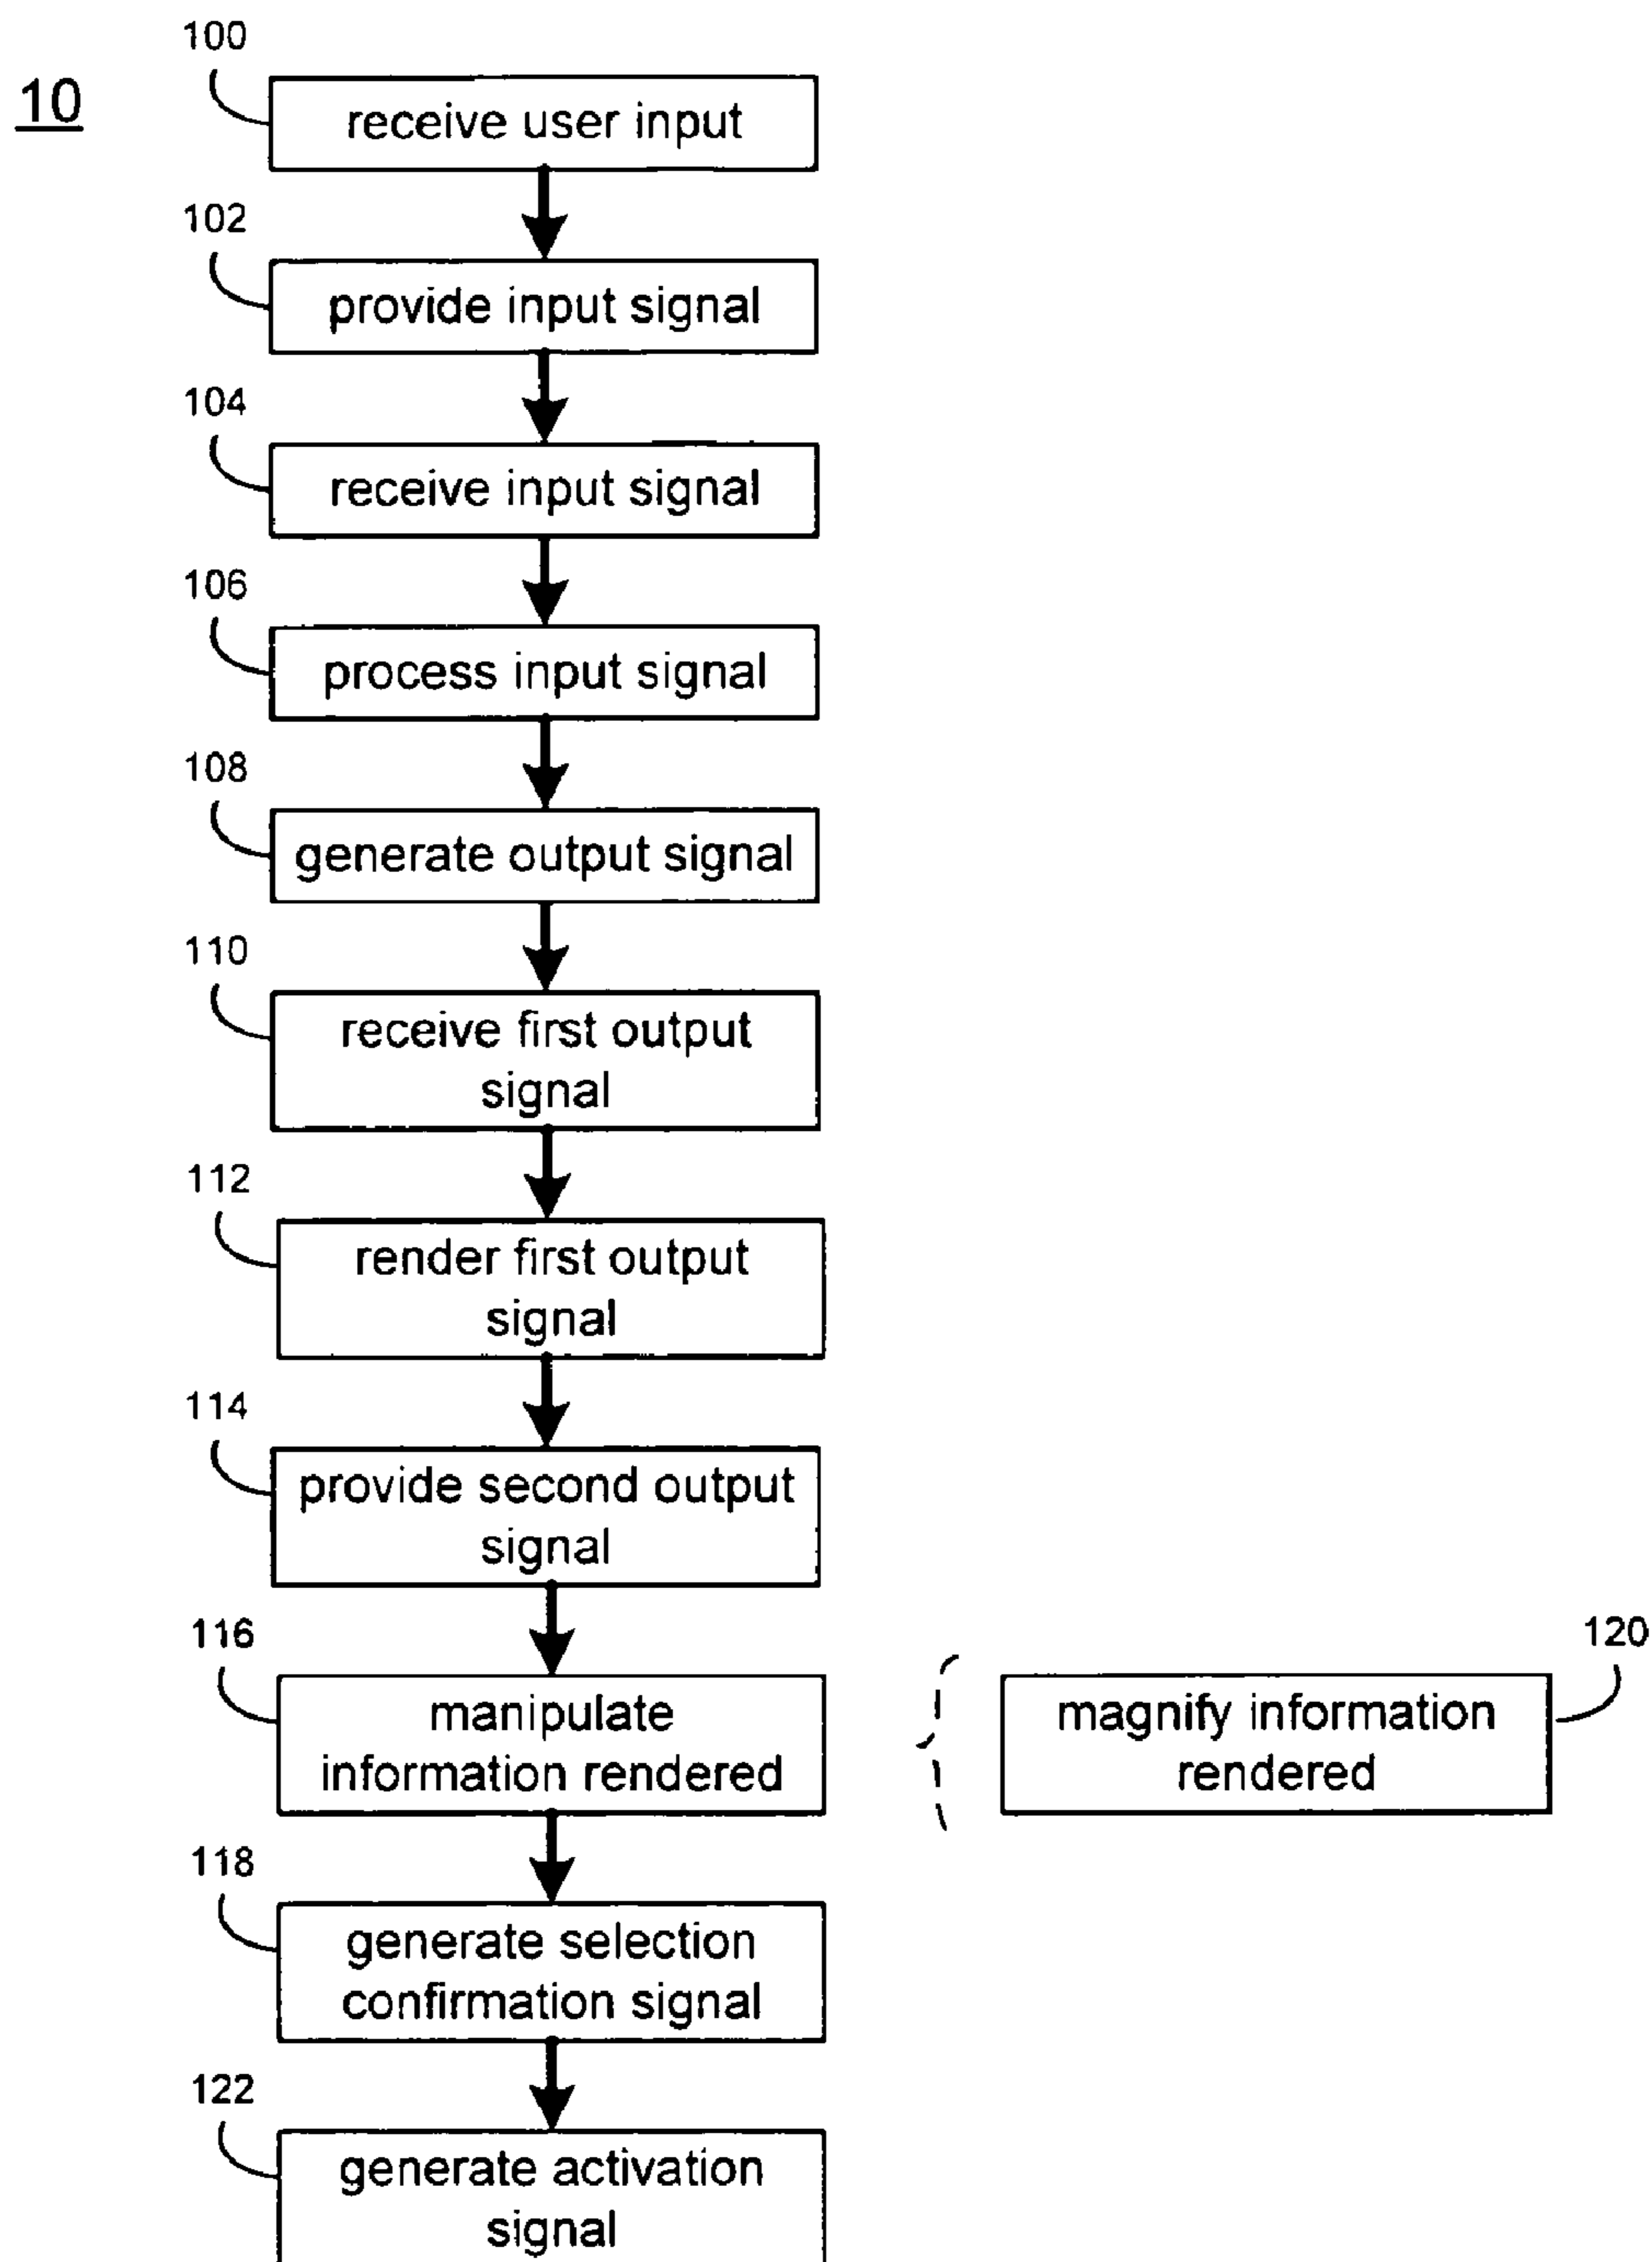 100
10
receive user input
102
provide input signal
104
receive input signal
106
process input signal
108
generate output signal
110
receive first output
signal
112
render first output
signal
114
provide second output
signal
116
manipulate
information rendered
120
magnify information
rendered
118
generate selection
confirmation signal
122
generate activation
signal